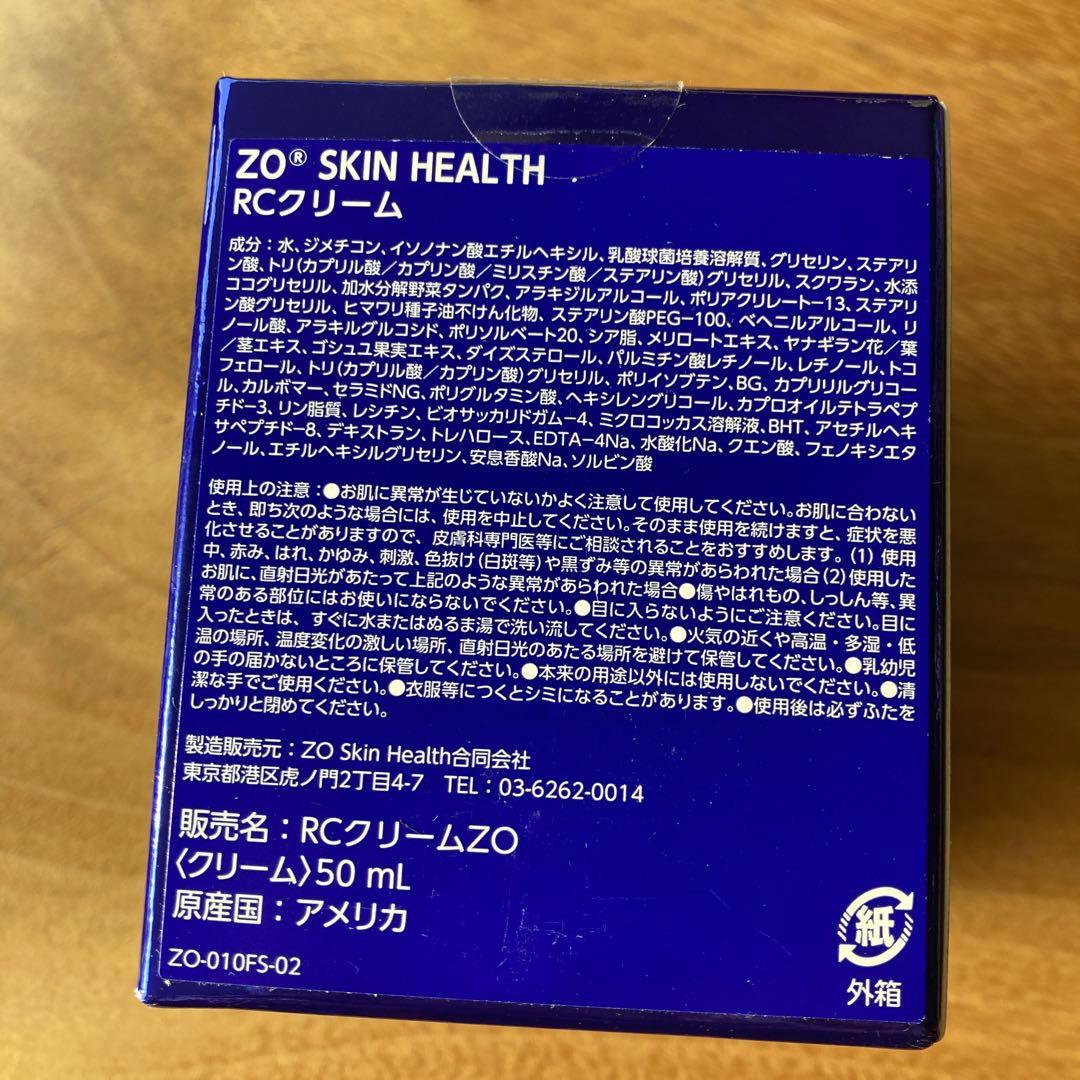 ZO® SKIN HEALTH
RCクリーム
成分：水、ジメチコン、イソノナン酸エチルヘキシル、乳酸球菌培養溶解質、グリセリン、ステアリ
ン酸、トリ（カプリル酸／カプリン酸／ミリスチン酸／ステアリン酸）グリセリル、スクワラン、水添
ココグリセリル、加水分解野菜タンパク、アラキジルアルコール、ポリアクリレート−13、ステアリ
ン酸グリセリル、ヒマワリ種子油不けん化物、ステアリン酸PEG−100、ベヘニルアルコール、リ
ノール酸、アラキルグルコシド、ポリソルベート20、シア脂、メリロートエキス、ヤナギラン花／葉
／茎エキス、ゴシュユ果実エキス、ダイズステロール、パルミチン酸レチノール、レチノール、トコ
フェロール、トリ（カプリル酸／カプリン酸）グリセリル、ポリイソブテン、BG、カプリリルグリコー
ル、カルボマー、セラミドNG、ポリグルタミン酸、ヘキシレングリコール、カプロオイルテトラペプ
チド−3、リン脂質、レシチン、ビオサッカリドガム−4、ミクロコッカス溶解液、BHT、アセチルヘキ
サペプチド−8、デキストラン、トレハロース、EDTA−4Na、水酸化Na、クエン酸、フェノキシエタ
ノール、エチルヘキシルグリセリン、安息香酸Na、ソルビン酸
使用上の注意：●お肌に異常が生じていないかよく注意して使用してください。お肌に合わない
とき、即ち次のような場合には、使用を中止してください。そのまま使用を続けますと、症状を悪
化させることがありますので、皮膚科専門医等にご相談されることをおすすめします。（1）使用
中、赤み、はれ、かゆみ、刺激、色抜け（白斑等）や黒ずみ等の異常があらわれた場合（2）使用した
お肌に、直射日光があたって上記のような異常があらわれた場合●傷やはれもの、しっしん等、異
常のある部位にはお使いにならないでください。●目に入らないようにご注意ください。目に
入ったときは、すぐに水またはぬるま湯で洗い流してください。●火気の近くや高温・多湿・低
温の場所、温度変化の激しい場所、直射日光のあたる場所を避けて保管してください。●乳幼児
の手の届かないところに保管してください。●本来の用途以外には使用しないでください。●清
潔な手でご使用ください。●衣服等につくとシミになることがあります。●使用後は必ずふたを
しっかりと閉めてください。
製造販売元：ZO Skin Health合同会社
東京都港区虎ノ門2丁目4-7　TEL：03-6262-0014
販売名：RCクリームZO
〈クリーム〉50 mL
原産国：アメリカ
ZO-010FS-02
紙
外箱